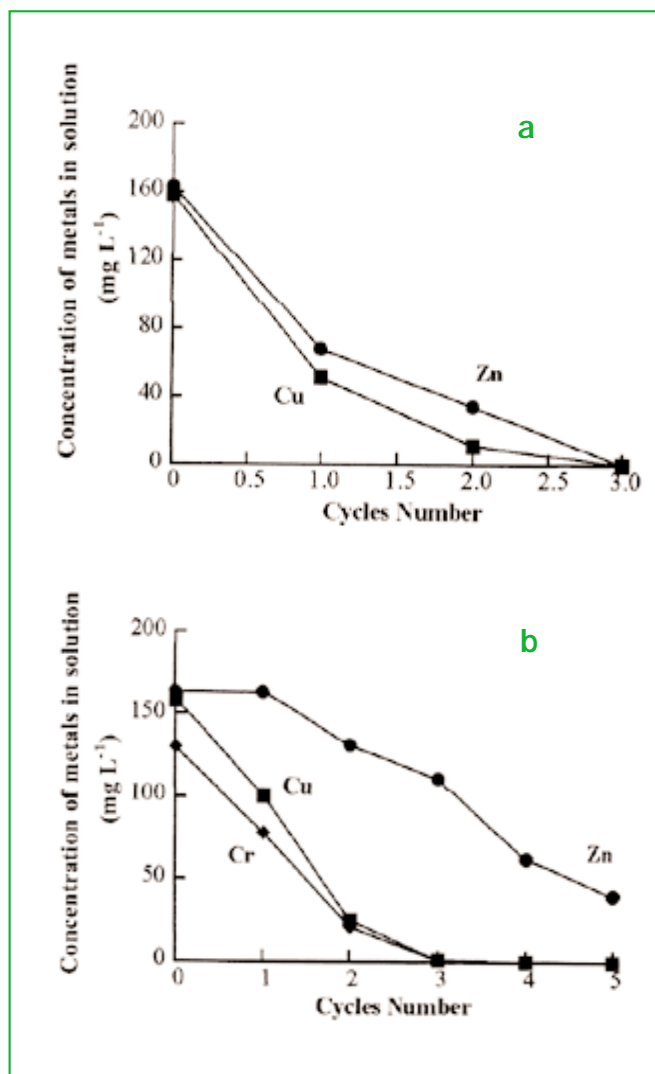 a
Concentration of metals in solution
(mg L⁻¹)
200
160
120
80
40
0
Zn
Cu
0 0.5 1.0 1.5 2.0 2.5 3.0
Cycles Number
b
Concentration of metals in solution
(mg L⁻¹)
200
150
100
50
0
Cu
Cr
Zn
0 1 2 3 4 5
Cycles Number